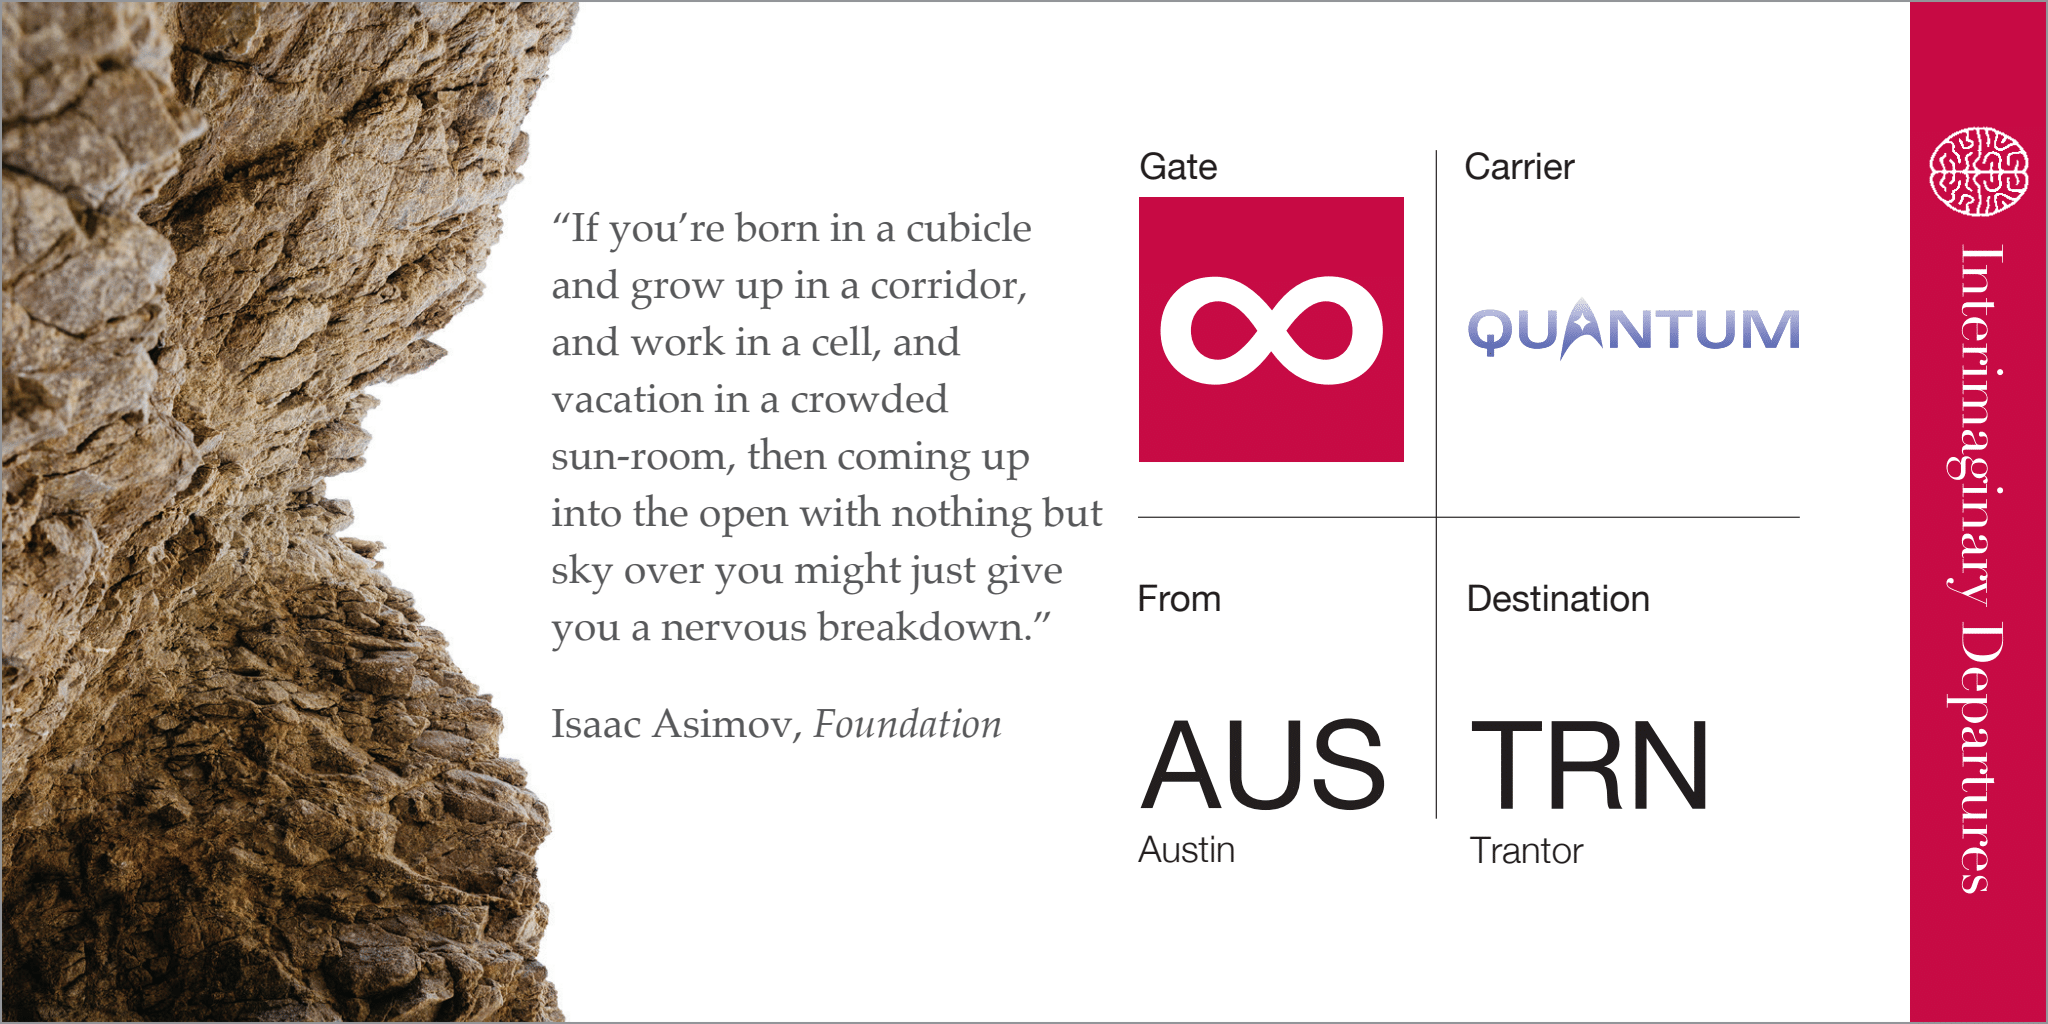 “If you’re born in a cubicle
and grow up in a corridor,
and work in a cell, and
vacation in a crowded
sun-room, then coming up
into the open with nothing but
sky over you might just give
you a nervous breakdown.”
Isaac Asimov, Foundation
Gate
∞
Carrier
QUANTUM
From
AUS
Austin
Destination
TRN
Trantor
Interimaginary Departures